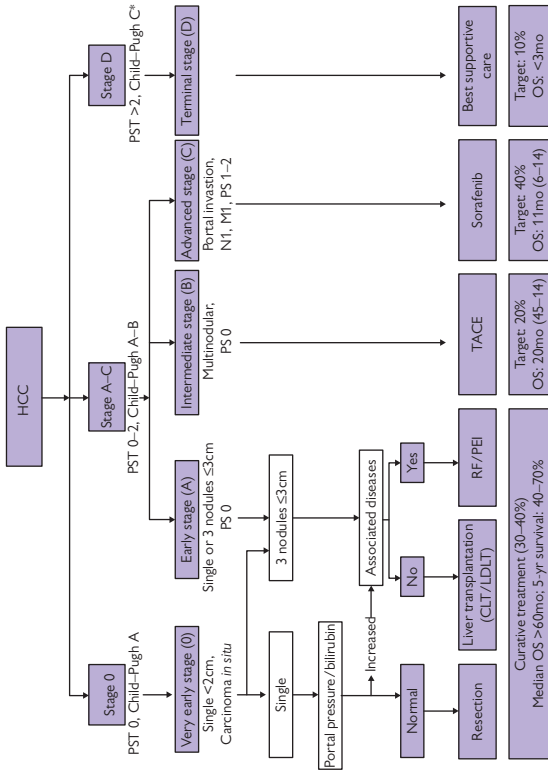 HCC
Stage 0
PST 0, Child–Pugh A
Stage A–C
PST 0–2, Child–Pugh A–B
Stage D
PST >2, Child–Pugh C*
Very early stage (0)
Single <2cm,
Carcinoma in situ
Early stage (A)
Single or 3 nodules ≤3cm
PS 0
Intermediate stage (B)
Multinodular,
PS 0
Advanced stage (C)
Portal invastion,
N1, M1, PS 1–2
Terminal stage (D)
Single
3 nodules ≤3cm
Portal pressure/bilirubin
Increased
Associated diseases
Normal
No
Yes
Resection
Liver transplantation
(CLT/LDLT)
RF/PEI
TACE
Sorafenib
Best supportive
care
Curative treatment (30–40%)
Median OS >60mo; 5-yr survival: 40–70%
Target: 20%
OS: 20mo (45–14)
Target: 40%
OS: 11mo (6–14)
Target: 10%
OS: <3mo